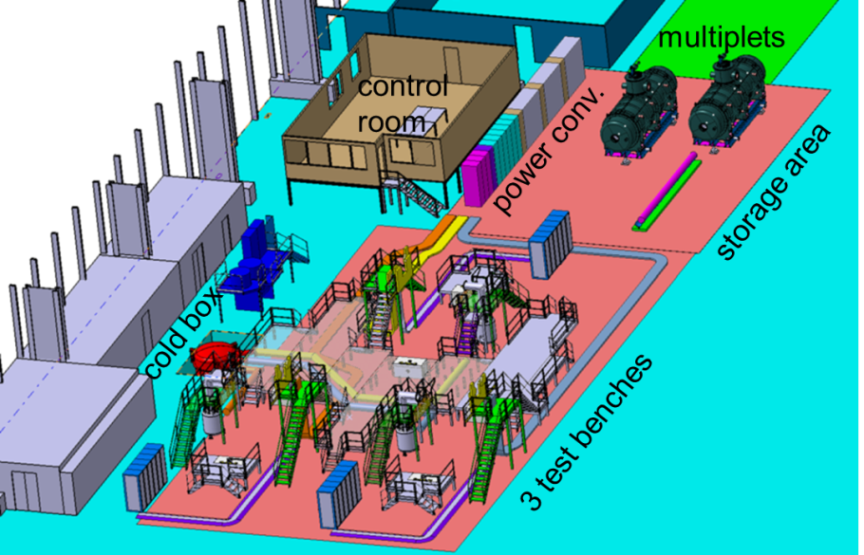 multiplets
control
room
power conv.
storage area
cold box
3 test benches